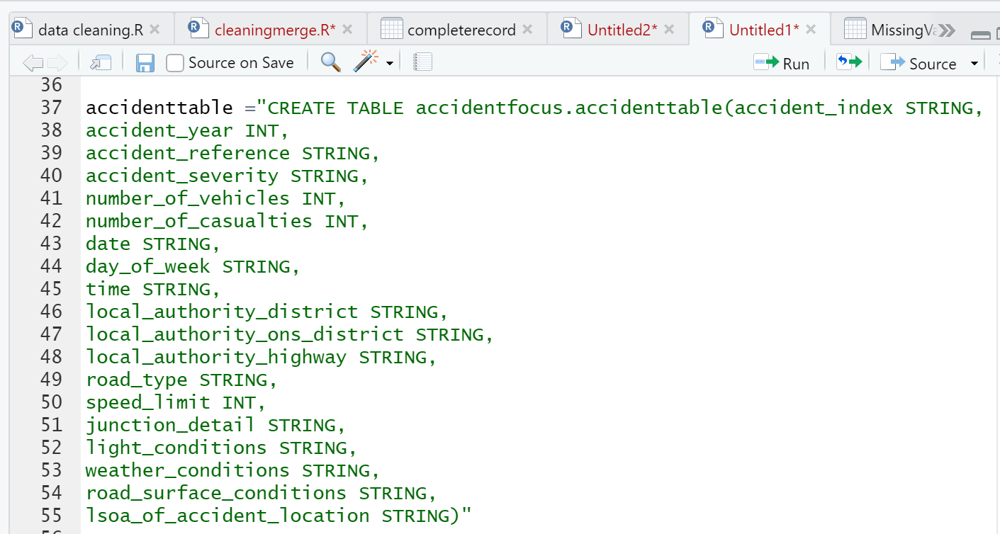 data cleaning.R cleaningmerge.R* completerecord Untitled2* Untitled1* MissingVa
Source on Save Run Source
36
37 accidenttable ="CREATE TABLE accidentfocus.accidenttable(accident_index STRING,
38 accident_year INT,
39 accident_reference STRING,
40 accident_severity STRING,
41 number_of_vehicles INT,
42 number_of_casualties INT,
43 date STRING,
44 day_of_week STRING,
45 time STRING,
46 local_authority_district STRING,
47 local_authority_ons_district STRING,
48 local_authority_highway STRING,
49 road_type STRING,
50 speed_limit INT,
51 junction_detail STRING,
52 light_conditions STRING,
53 weather_conditions STRING,
54 road_surface_conditions STRING,
55 lsoa_of_accident_location STRING)"